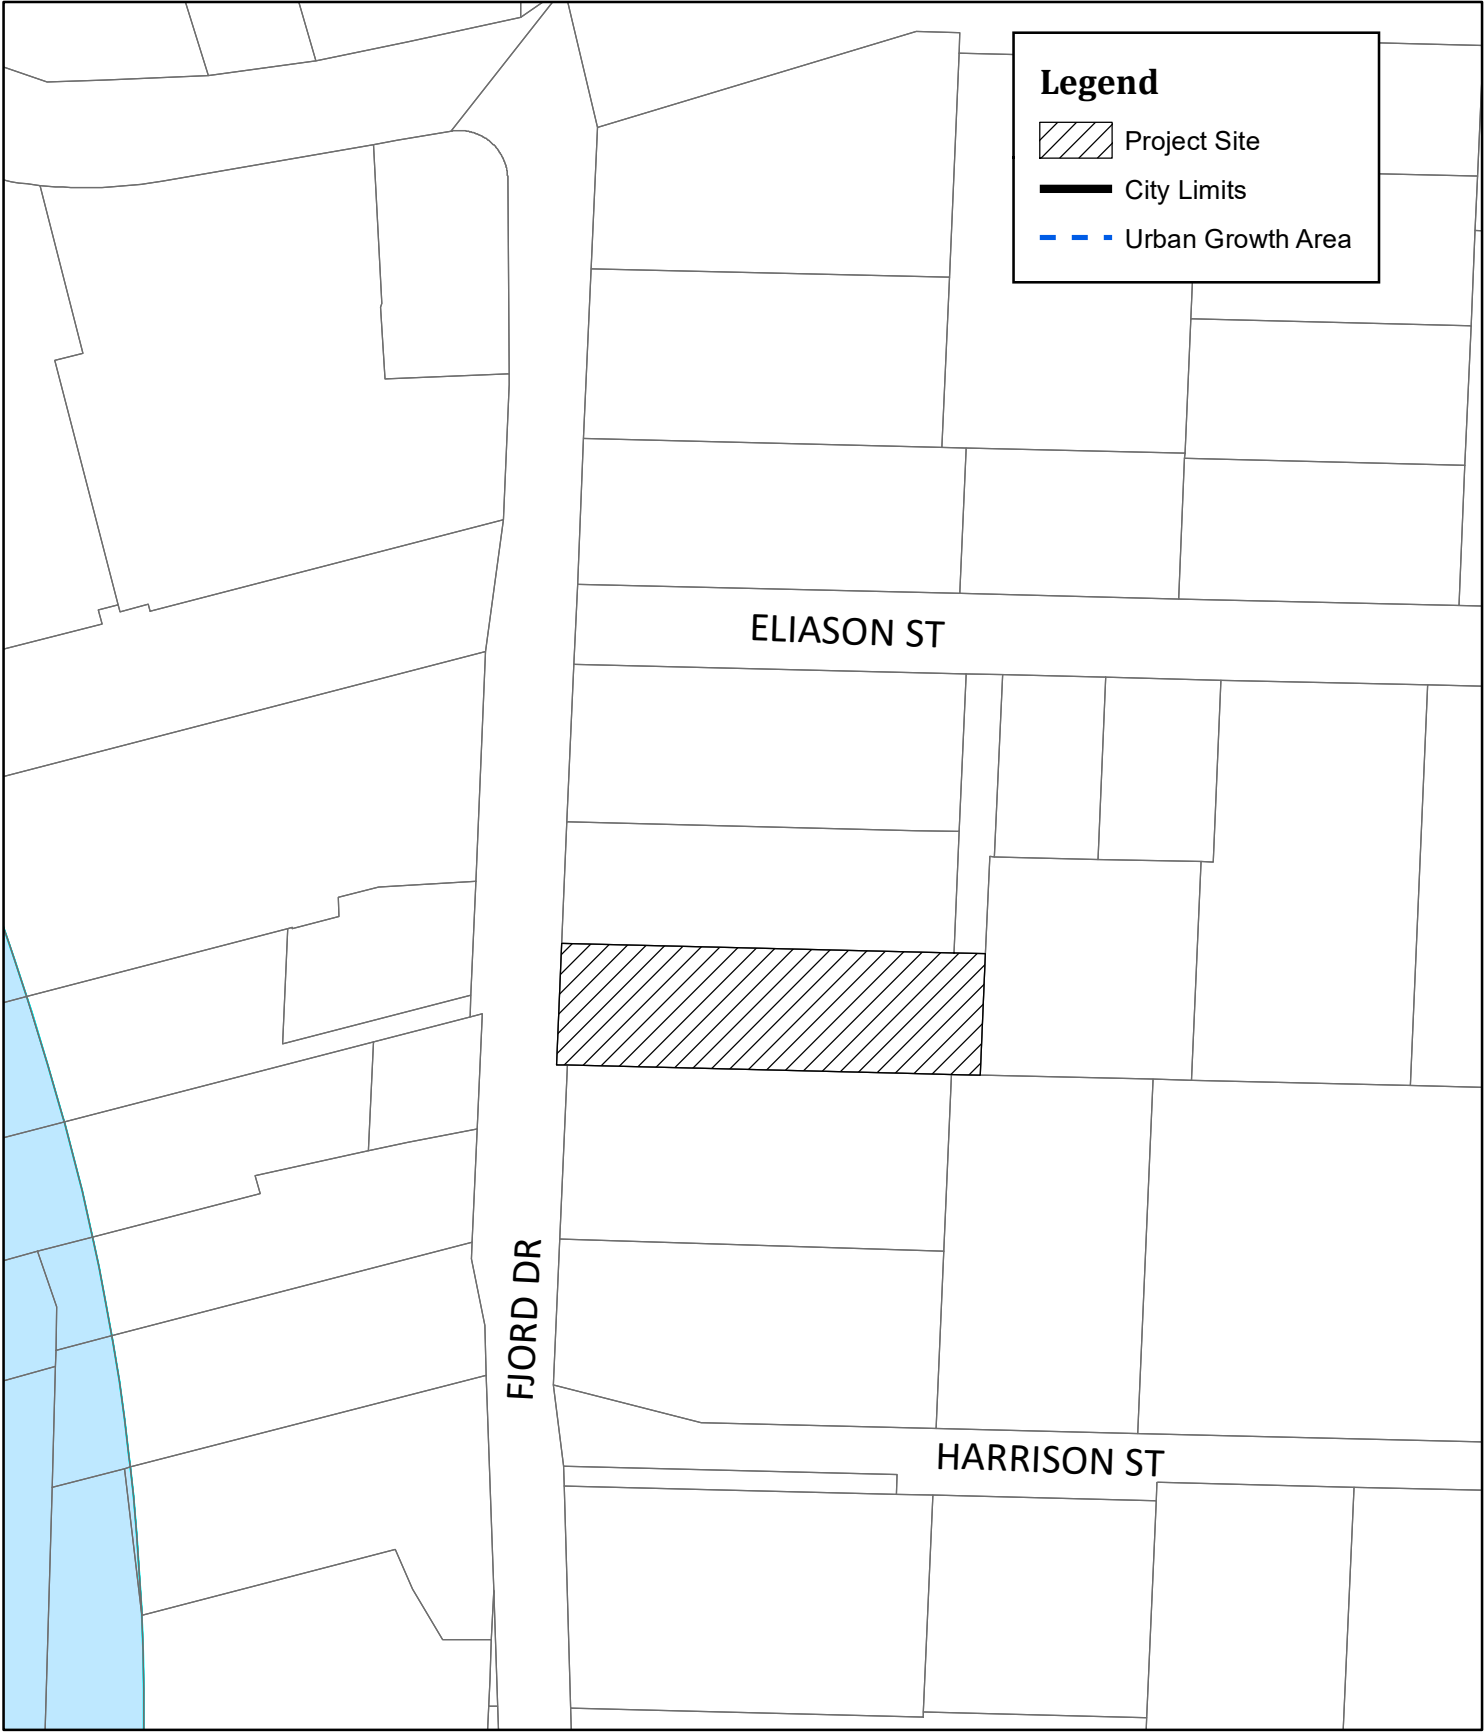 Legend
Project Site
City Limits
Urban Growth Area
ELIASON ST
FJORD DR
HARRISON ST